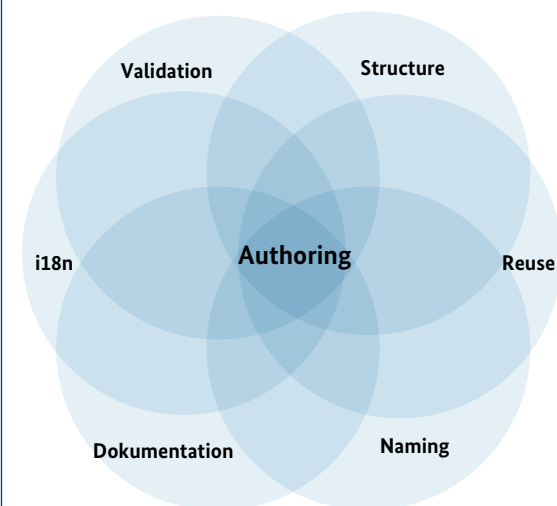 Validation
Structure
i18n
Authoring
Reuse
Dokumentation
Naming